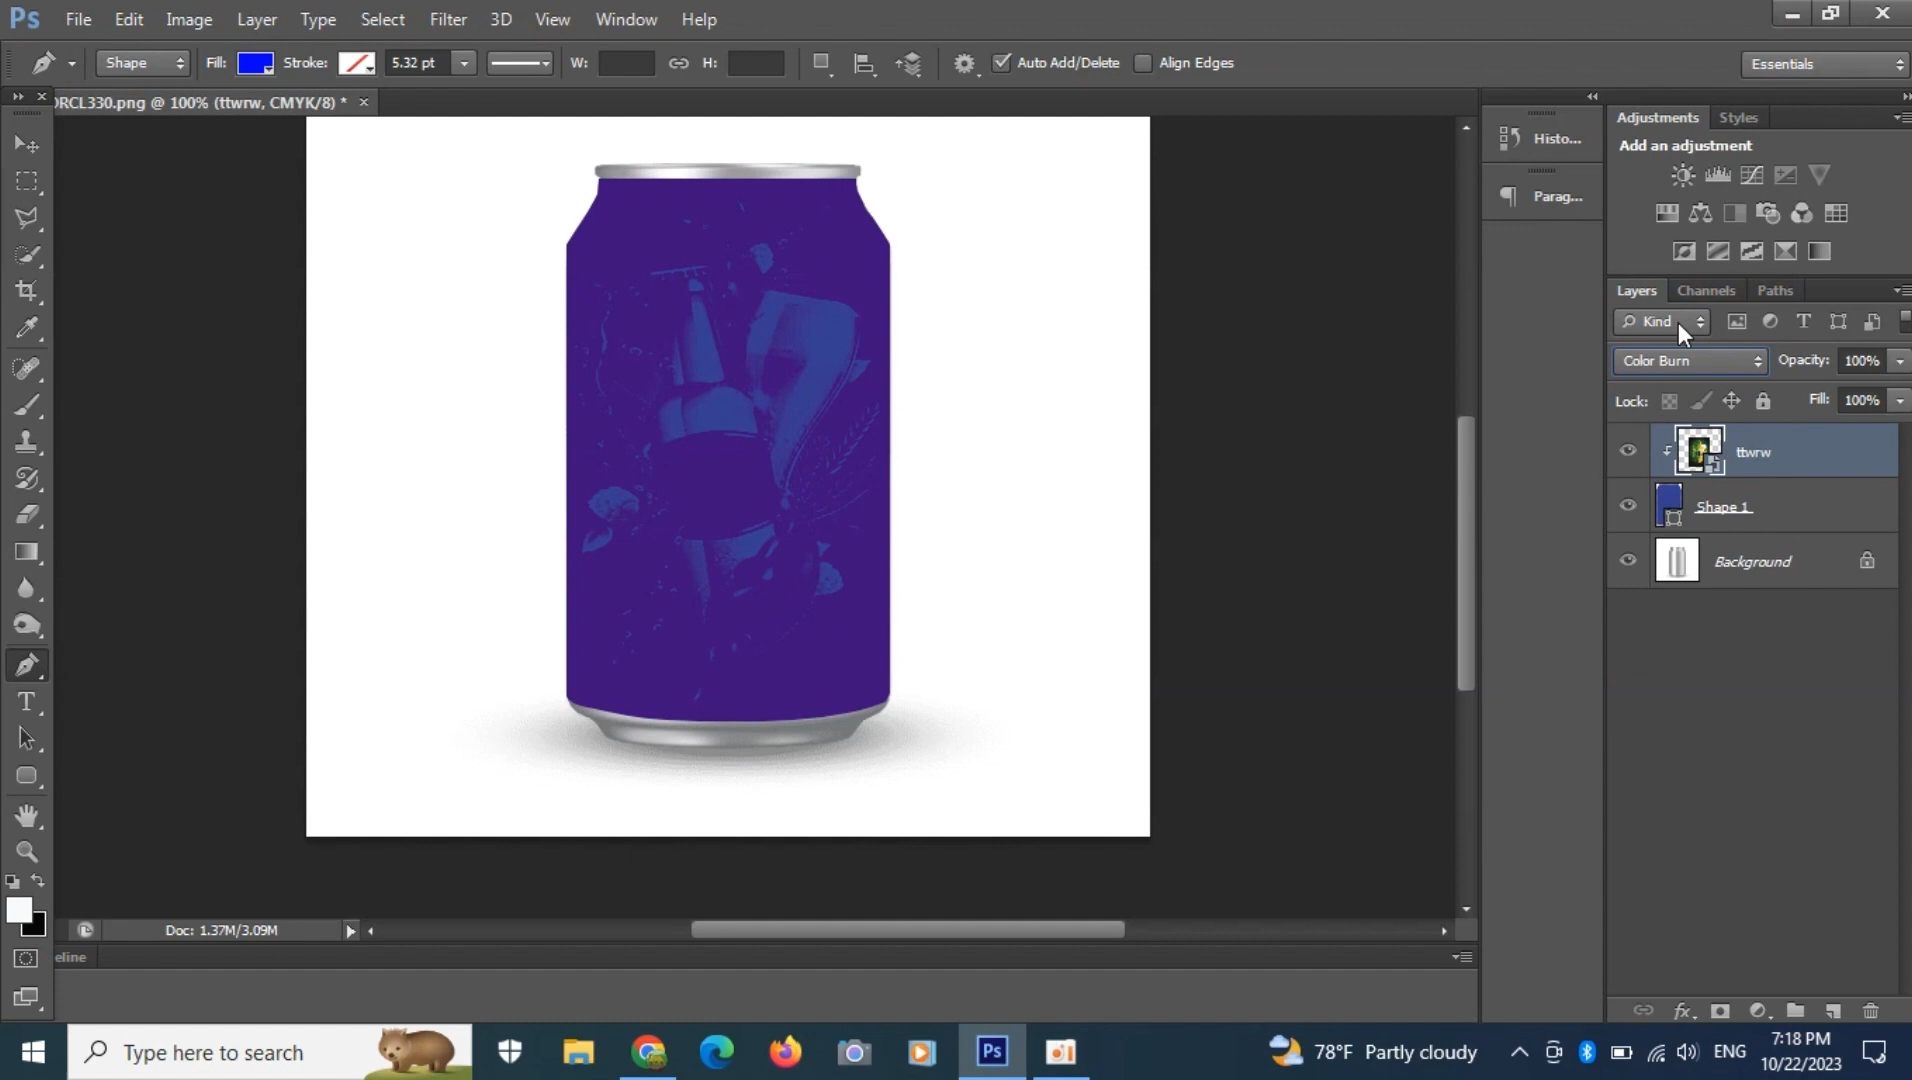 Ps File Edit Image Layer Type Select Filter 3D View Window Help
Shape Fill: Stroke: 5.32 pt W: H: Auto Add/Delete Align Edges Essentials
ORCL330.png @ 100% (ttwrw, CMYK/8) * ×
Histo...
Parag...
Adjustments Styles
Add an adjustment
Layers Channels Paths
Kind
Color Burn Opacity: 100%
Lock: Fill: 100%
ttwrw
Shape 1
Background
Doc: 1.37M/3.09M
eline
Type here to search
Ps
78°F Partly cloudy
ENG
7:18 PM
10/22/2023